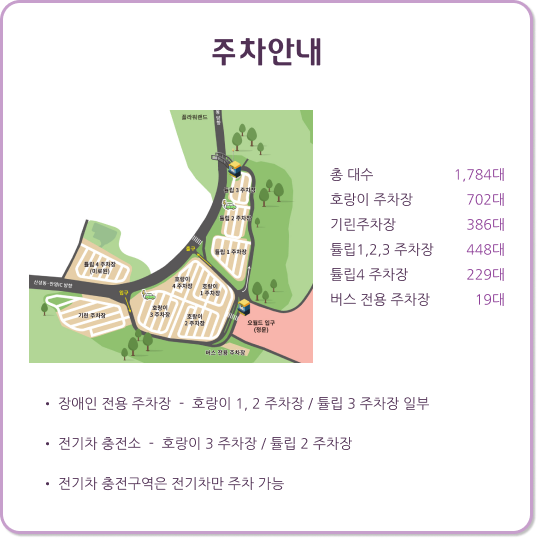 주차안내
플라워랜드
튤립 3 주차장
튤립 2 주차장
튤립 1 주차장
출구
튤립 4 주차장
(미로원)
호랑이
4 주차장
호랑이
1 주차장
입구
호랑이
3 주차장
호랑이
2 주차장
기린 주차장
오월드 입구
(정문)
버스 전용 주차장
총 대수 1,784대
호랑이 주차장 702대
기린주차장 386대
튤립1,2,3 주차장 448대
튤립4 주차장 229대
버스 전용 주차장 19대
• 장애인 전용 주차장 - 호랑이 1, 2 주차장 / 튤립 3 주차장 일부
• 전기차 충전소 - 호랑이 3 주차장 / 튤립 2 주차장
• 전기차 충전구역은 전기차만 주차 가능